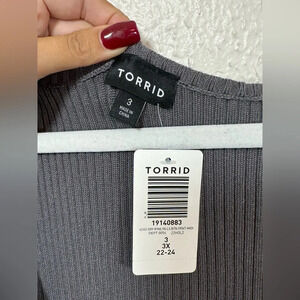 TORRID
3
MADE IN
CHINA
TORRID
19140883
3
3X
22-24